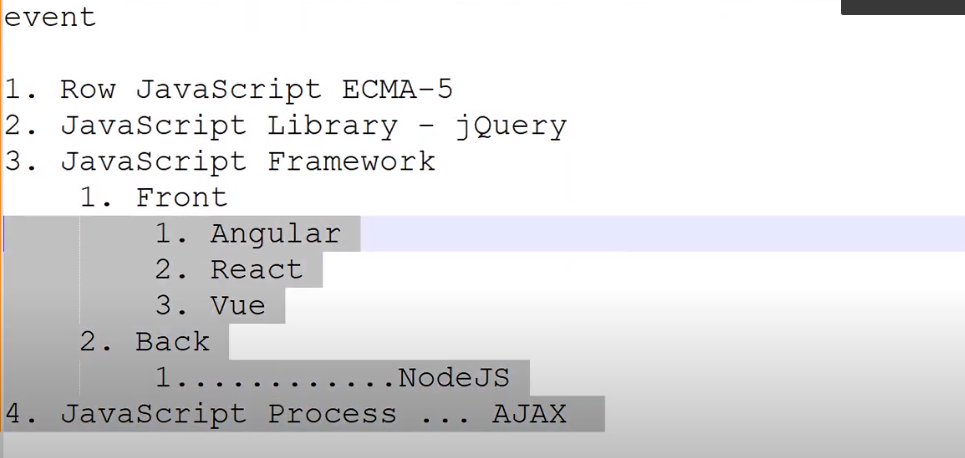 event
1. Row JavaScript ECMA-5
2. JavaScript Library - jQuery
3. JavaScript Framework
1. Front
1. Angular
2. React
3. Vue
2. Back
1............NodeJS
4. JavaScript Process ... AJAX